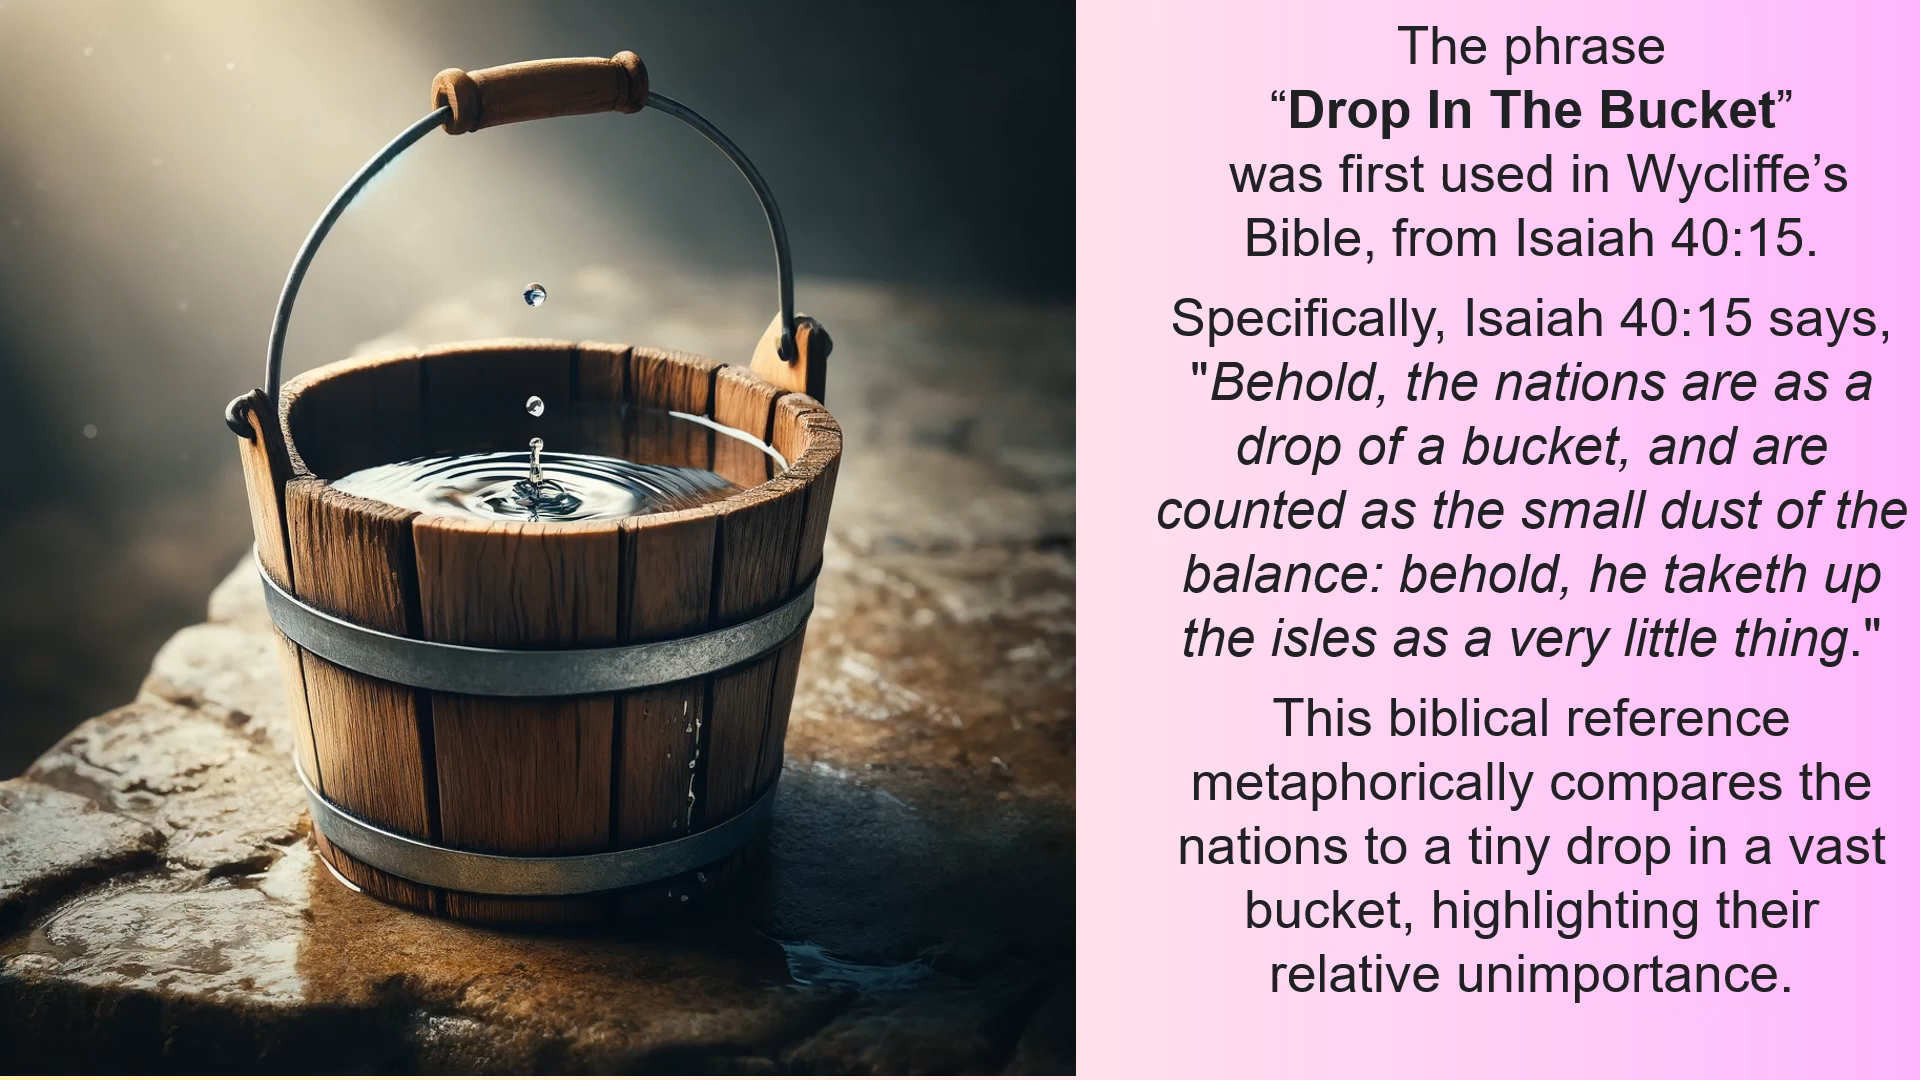 The phrase
“Drop In The Bucket”
was first used in Wycliffe’s
Bible, from Isaiah 40:15.
Specifically, Isaiah 40:15 says,
"Behold, the nations are as a
drop of a bucket, and are
counted as the small dust of the
balance: behold, he taketh up
the isles as a very little thing."
This biblical reference
metaphorically compares the
nations to a tiny drop in a vast
bucket, highlighting their
relative unimportance.